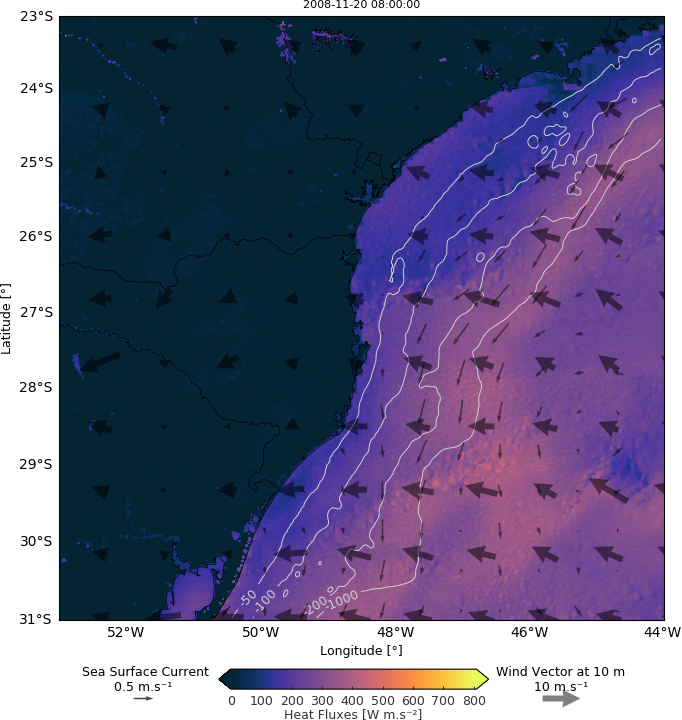 2008-11-20 08:00:00
23°S
24°S
25°S
26°S
27°S
28°S
29°S
30°S
31°S
Latitude [°]
-50
-100
-200.0
-1000
52°W
50°W
48°W
46°W
44°W
Longitude [°]
Sea Surface Current
0.5 m.s⁻¹
Wind Vector at 10 m
10 m.s⁻¹
0 100 200 300 400 500 600 700 800
Heat Fluxes [W m.s⁻²]